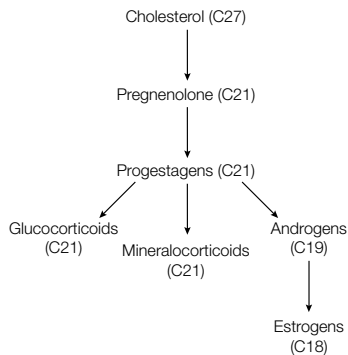 Cholesterol (C27)
Pregnenolone (C21)
Progestagens (C21)
Glucocorticoids
(C21)
Mineralocorticoids
(C21)
Androgens
(C19)
Estrogens
(C18)